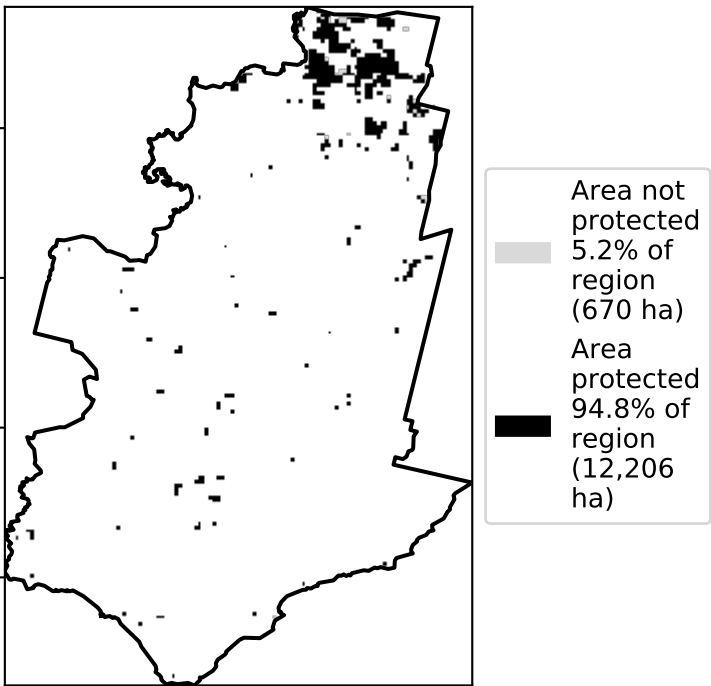 Area not
protected
5.2% of
region
(670 ha)
Area
protected
94.8% of
region
(12,206
ha)